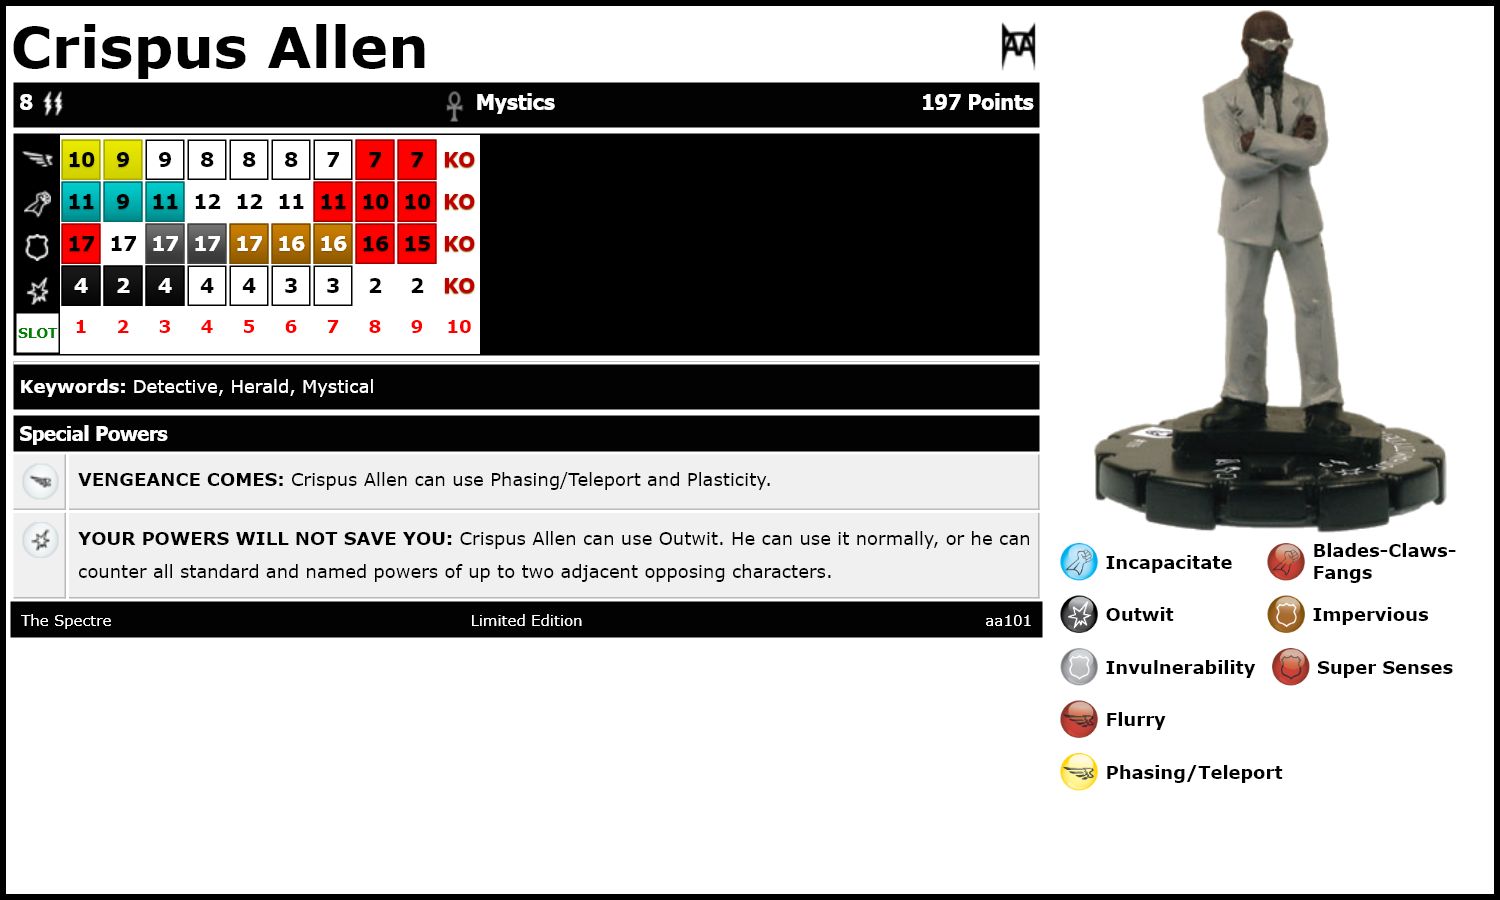 Crispus Allen
8 Mystics 197 Points
10 9 9 8 8 8 7 7 7 KO
11 9 11 12 12 11 11 10 10 KO
17 17 17 17 17 16 16 16 15 KO
4 2 4 4 4 3 3 2 2 KO
SLOT 1 2 3 4 5 6 7 8 9 10
Keywords: Detective, Herald, Mystical
Special Powers
VENGEANCE COMES: Crispus Allen can use Phasing/Teleport and Plasticity.
YOUR POWERS WILL NOT SAVE YOU: Crispus Allen can use Outwit. He can use it normally, or he can
counter all standard and named powers of up to two adjacent opposing characters.
The Spectre Limited Edition aa101
Incapacitate
Blades-Claws-
Fangs
Outwit
Impervious
Invulnerability
Super Senses
Flurry
Phasing/Teleport